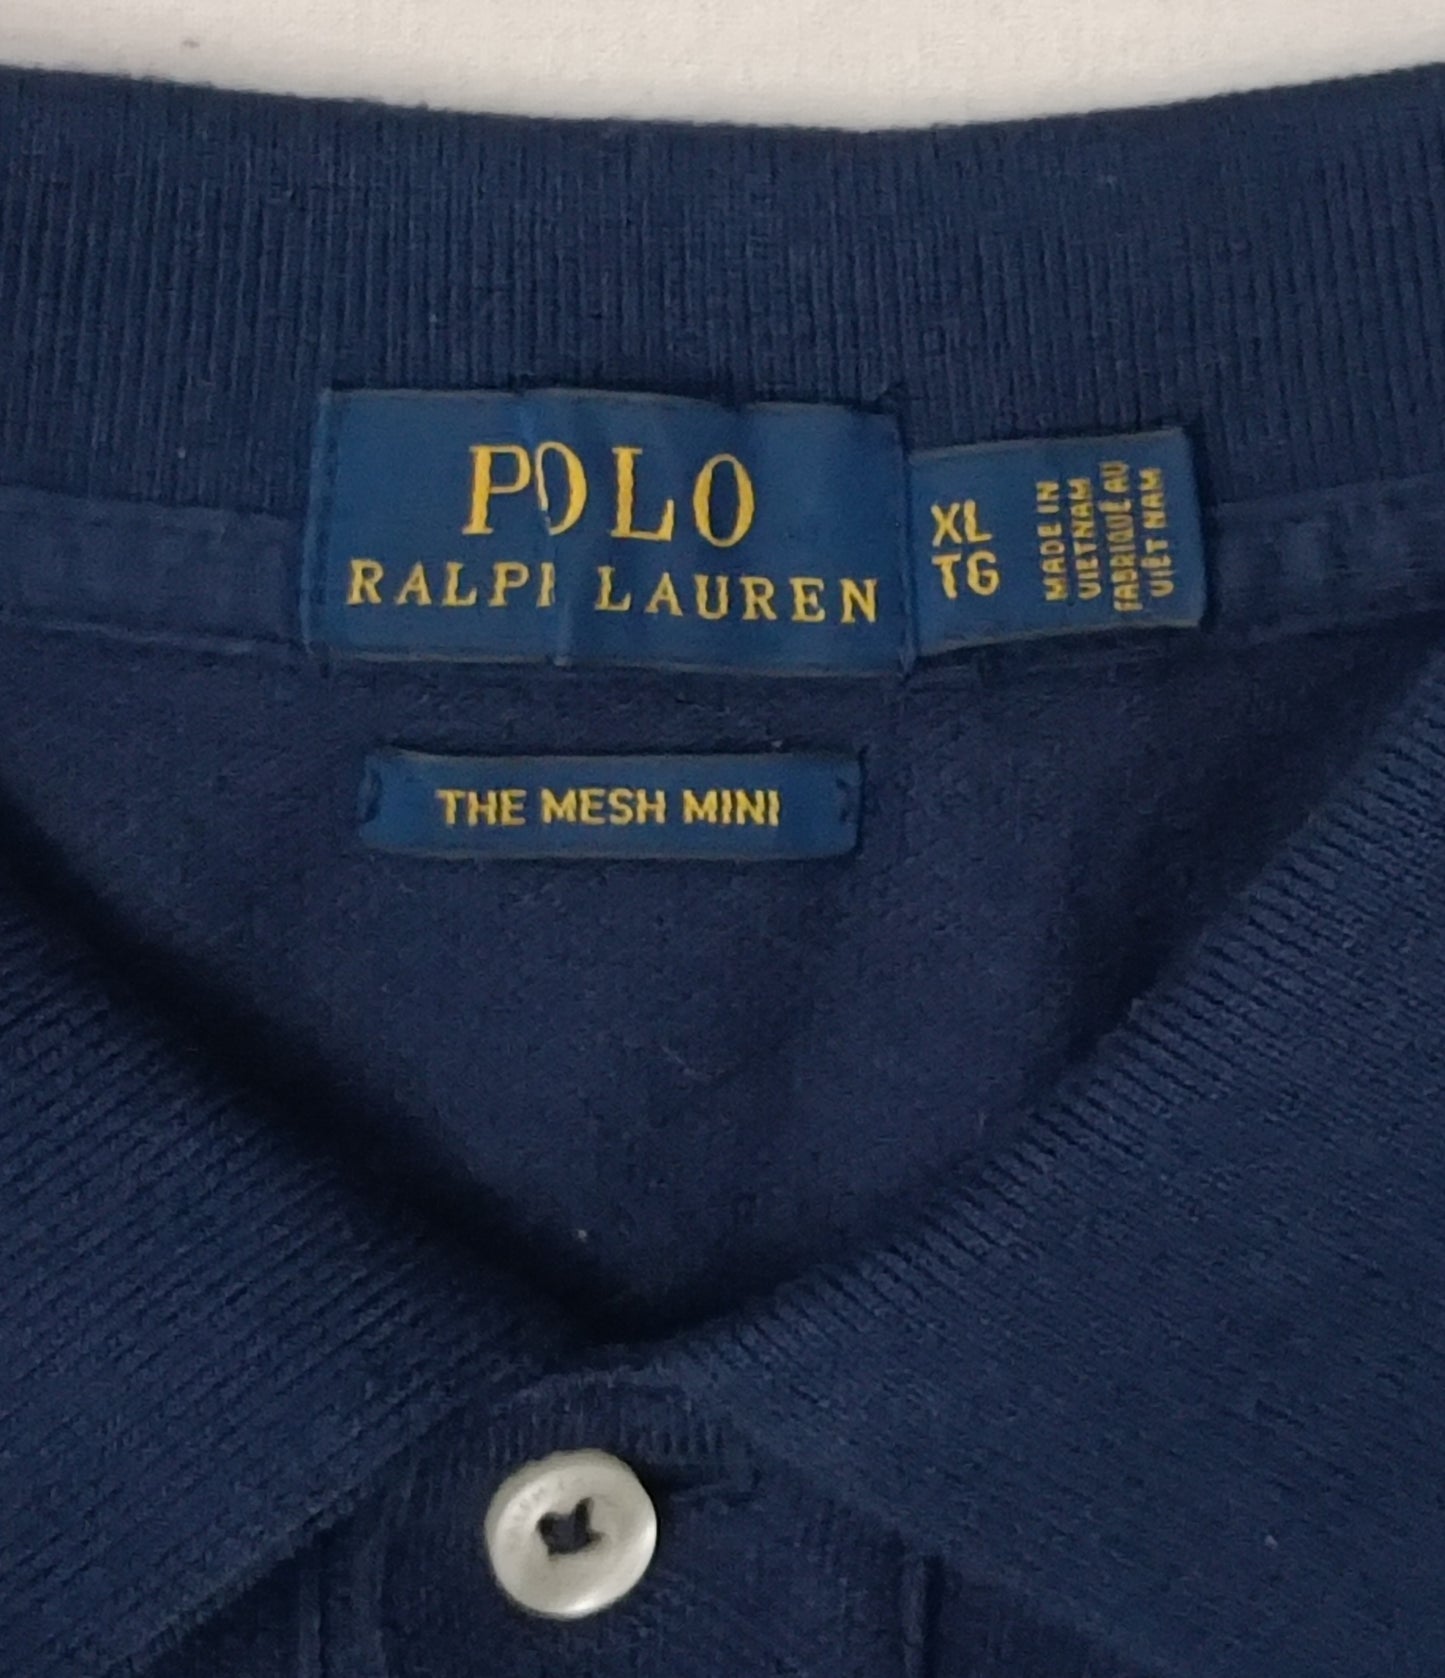 POLO
RALPH LAUREN
XL
TG
MADE IN
VIETNAM
FABRIQUÉ AU
VIÊT NAM
THE MESH MINI